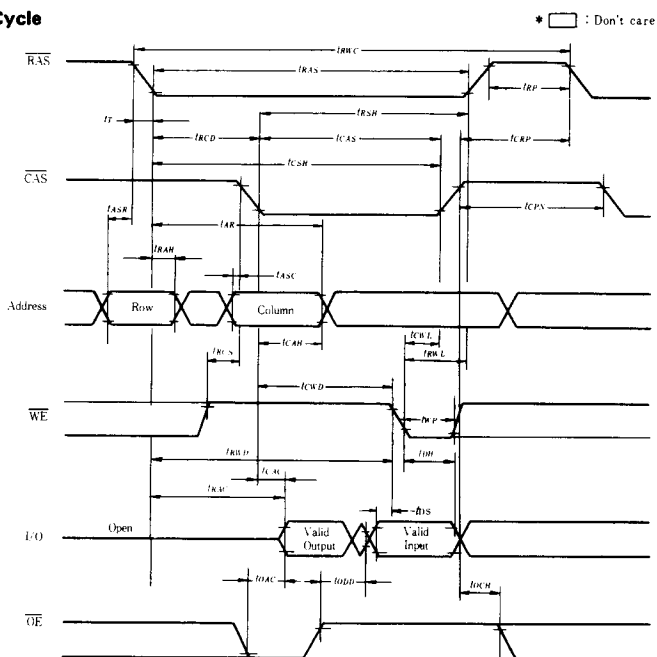 Cycle
* : Don't care
RAS
tRWC
tRAS
tRP
tT
tRSH
tRCD
tCAS
tCRP
tCSH
CAS
tASR
tAR
tCPN
tRAH
tASC
Address
Row
Column
tCAH
tCWL
tRCS
tRWL
tCWD
WE
tWP
tRWD
tDH
tCAC
tRAC
tDS
I/O
Open
Valid
Output
Valid
Input
tOAC
tODD
tOCH
OE